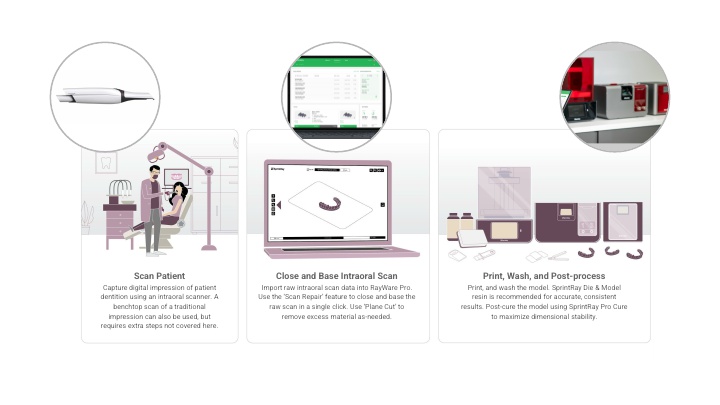 Scan Patient
Capture digital impression of patient
dentition using an intraoral scanner. A
benchtop scan of a traditional
impression can also be used, but
requires extra steps not covered here.
Close and Base Intraoral Scan
Import raw intraoral scan data into RayWare Pro.
Use the 'Scan Repair' feature to close and base the
raw scan in a single click. Use 'Plane Cut' to
remove excess material as-needed.
Print, Wash, and Post-process
Print, and wash the model. SprintRay Die & Model
resin is recommended for accurate, consistent
results. Post-cure the model using SprintRay Pro Cure
to maximize dimensional stability.